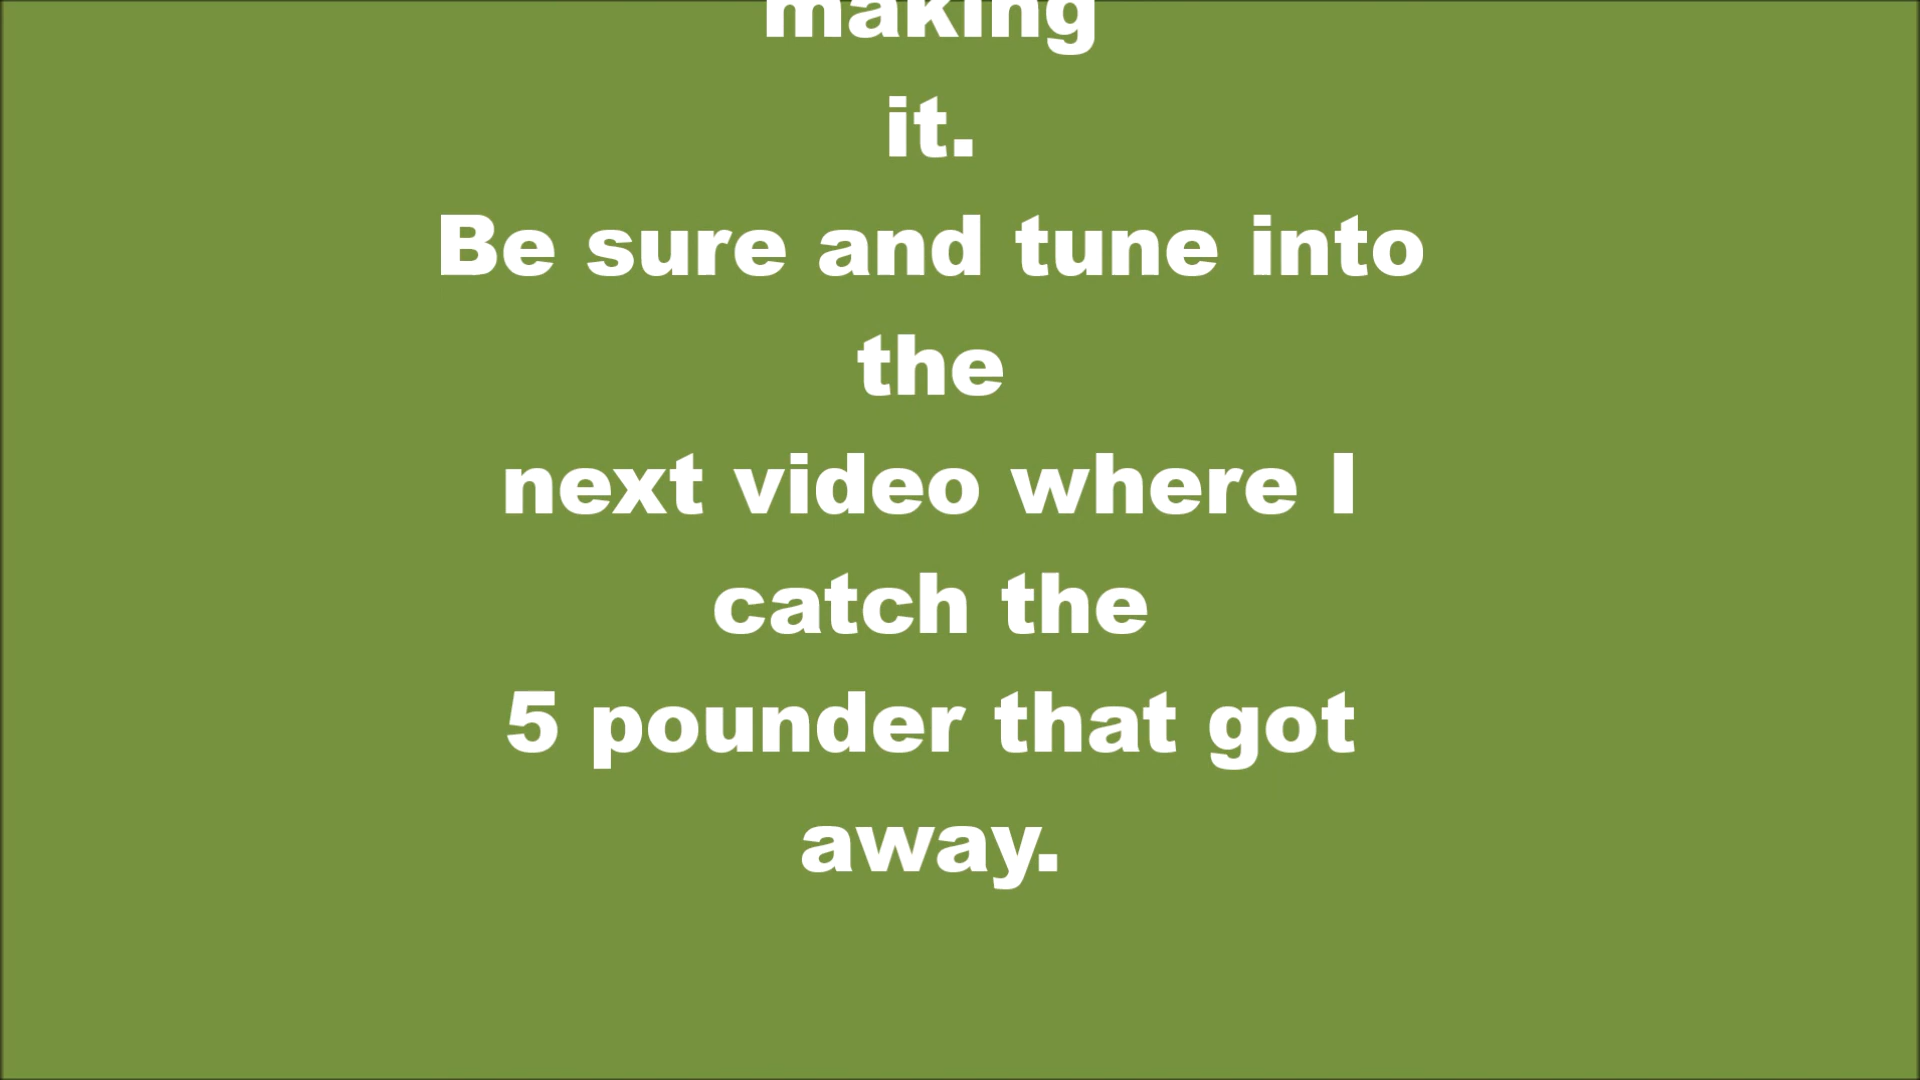 making
it.
Be sure and tune into
the
next video where I
catch the
5 pounder that got
away.